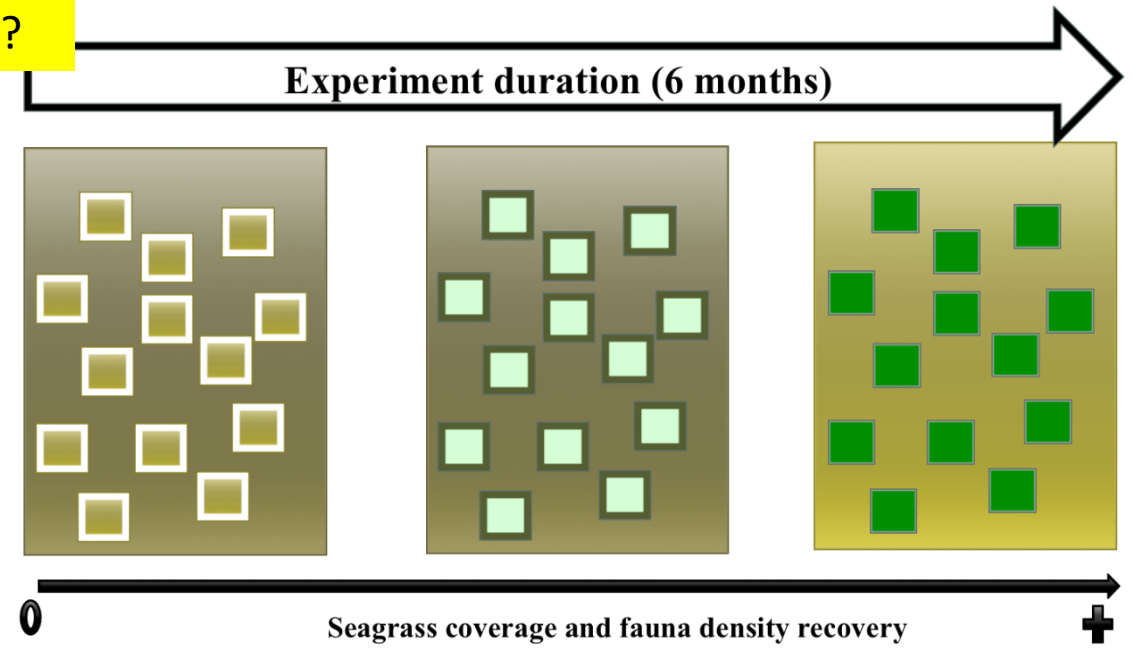 ?
Experiment duration (6 months)
0
Seagrass coverage and fauna density recovery
+